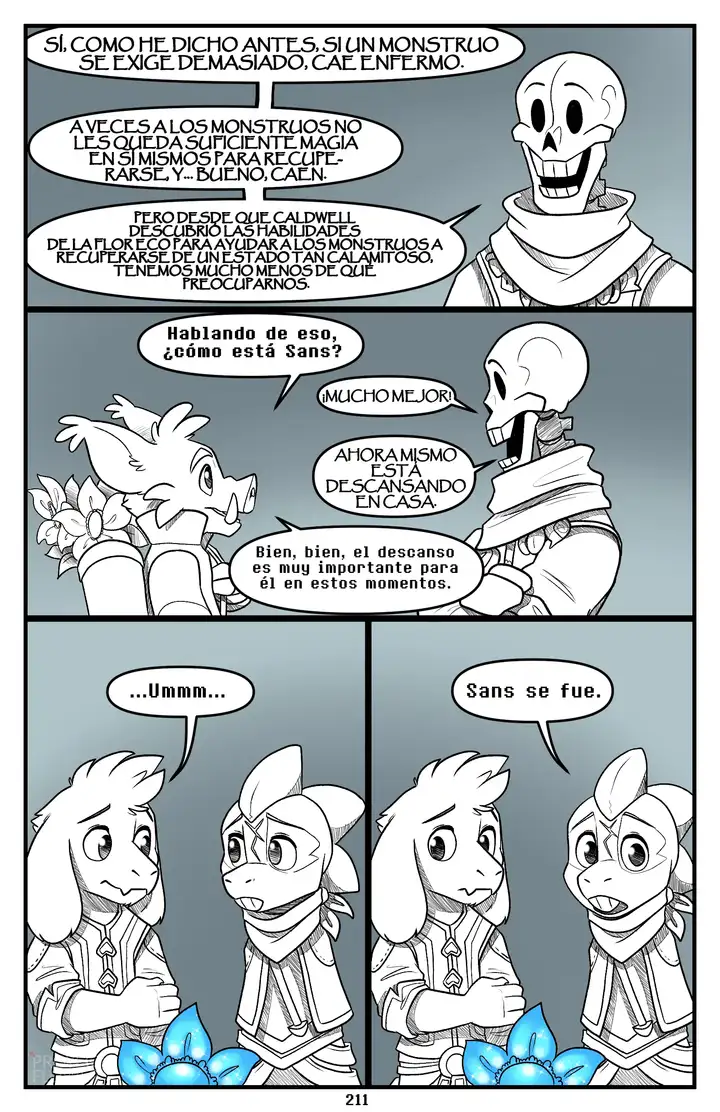 SÍ, COMO HE DICHO ANTES, SI UN MONSTRUO
SE EXIGE DEMASIADO, CAE ENFERMO.
A VECES A LOS MONSTRUOS NO
LES QUEDA SUFICIENTE MAGIA
EN SÍ MISMOS PARA RECUPE-
RARSE, Y... BUENO, CAEN.
PERO DESDE QUE CALDWELL
DESCUBRIÓ LAS HABILIDADES
DE LA FLOR ECO PARA AYUDAR A LOS MONSTRUOS A
RECUPERARSE DE UN ESTADO TAN CALAMITOSO,
TENEMOS MUCHO MENOS DE QUÉ
PREOCUPARNOS.
Hablando de eso,
¿cómo está Sans?
¡MUCHO MEJOR!
AHORA MISMO
ESTÁ
DESCANSANDO
EN CASA.
Bien, bien, el descanso
es muy importante para
él en estos momentos.
...Ummm...
Sans se fue.
211